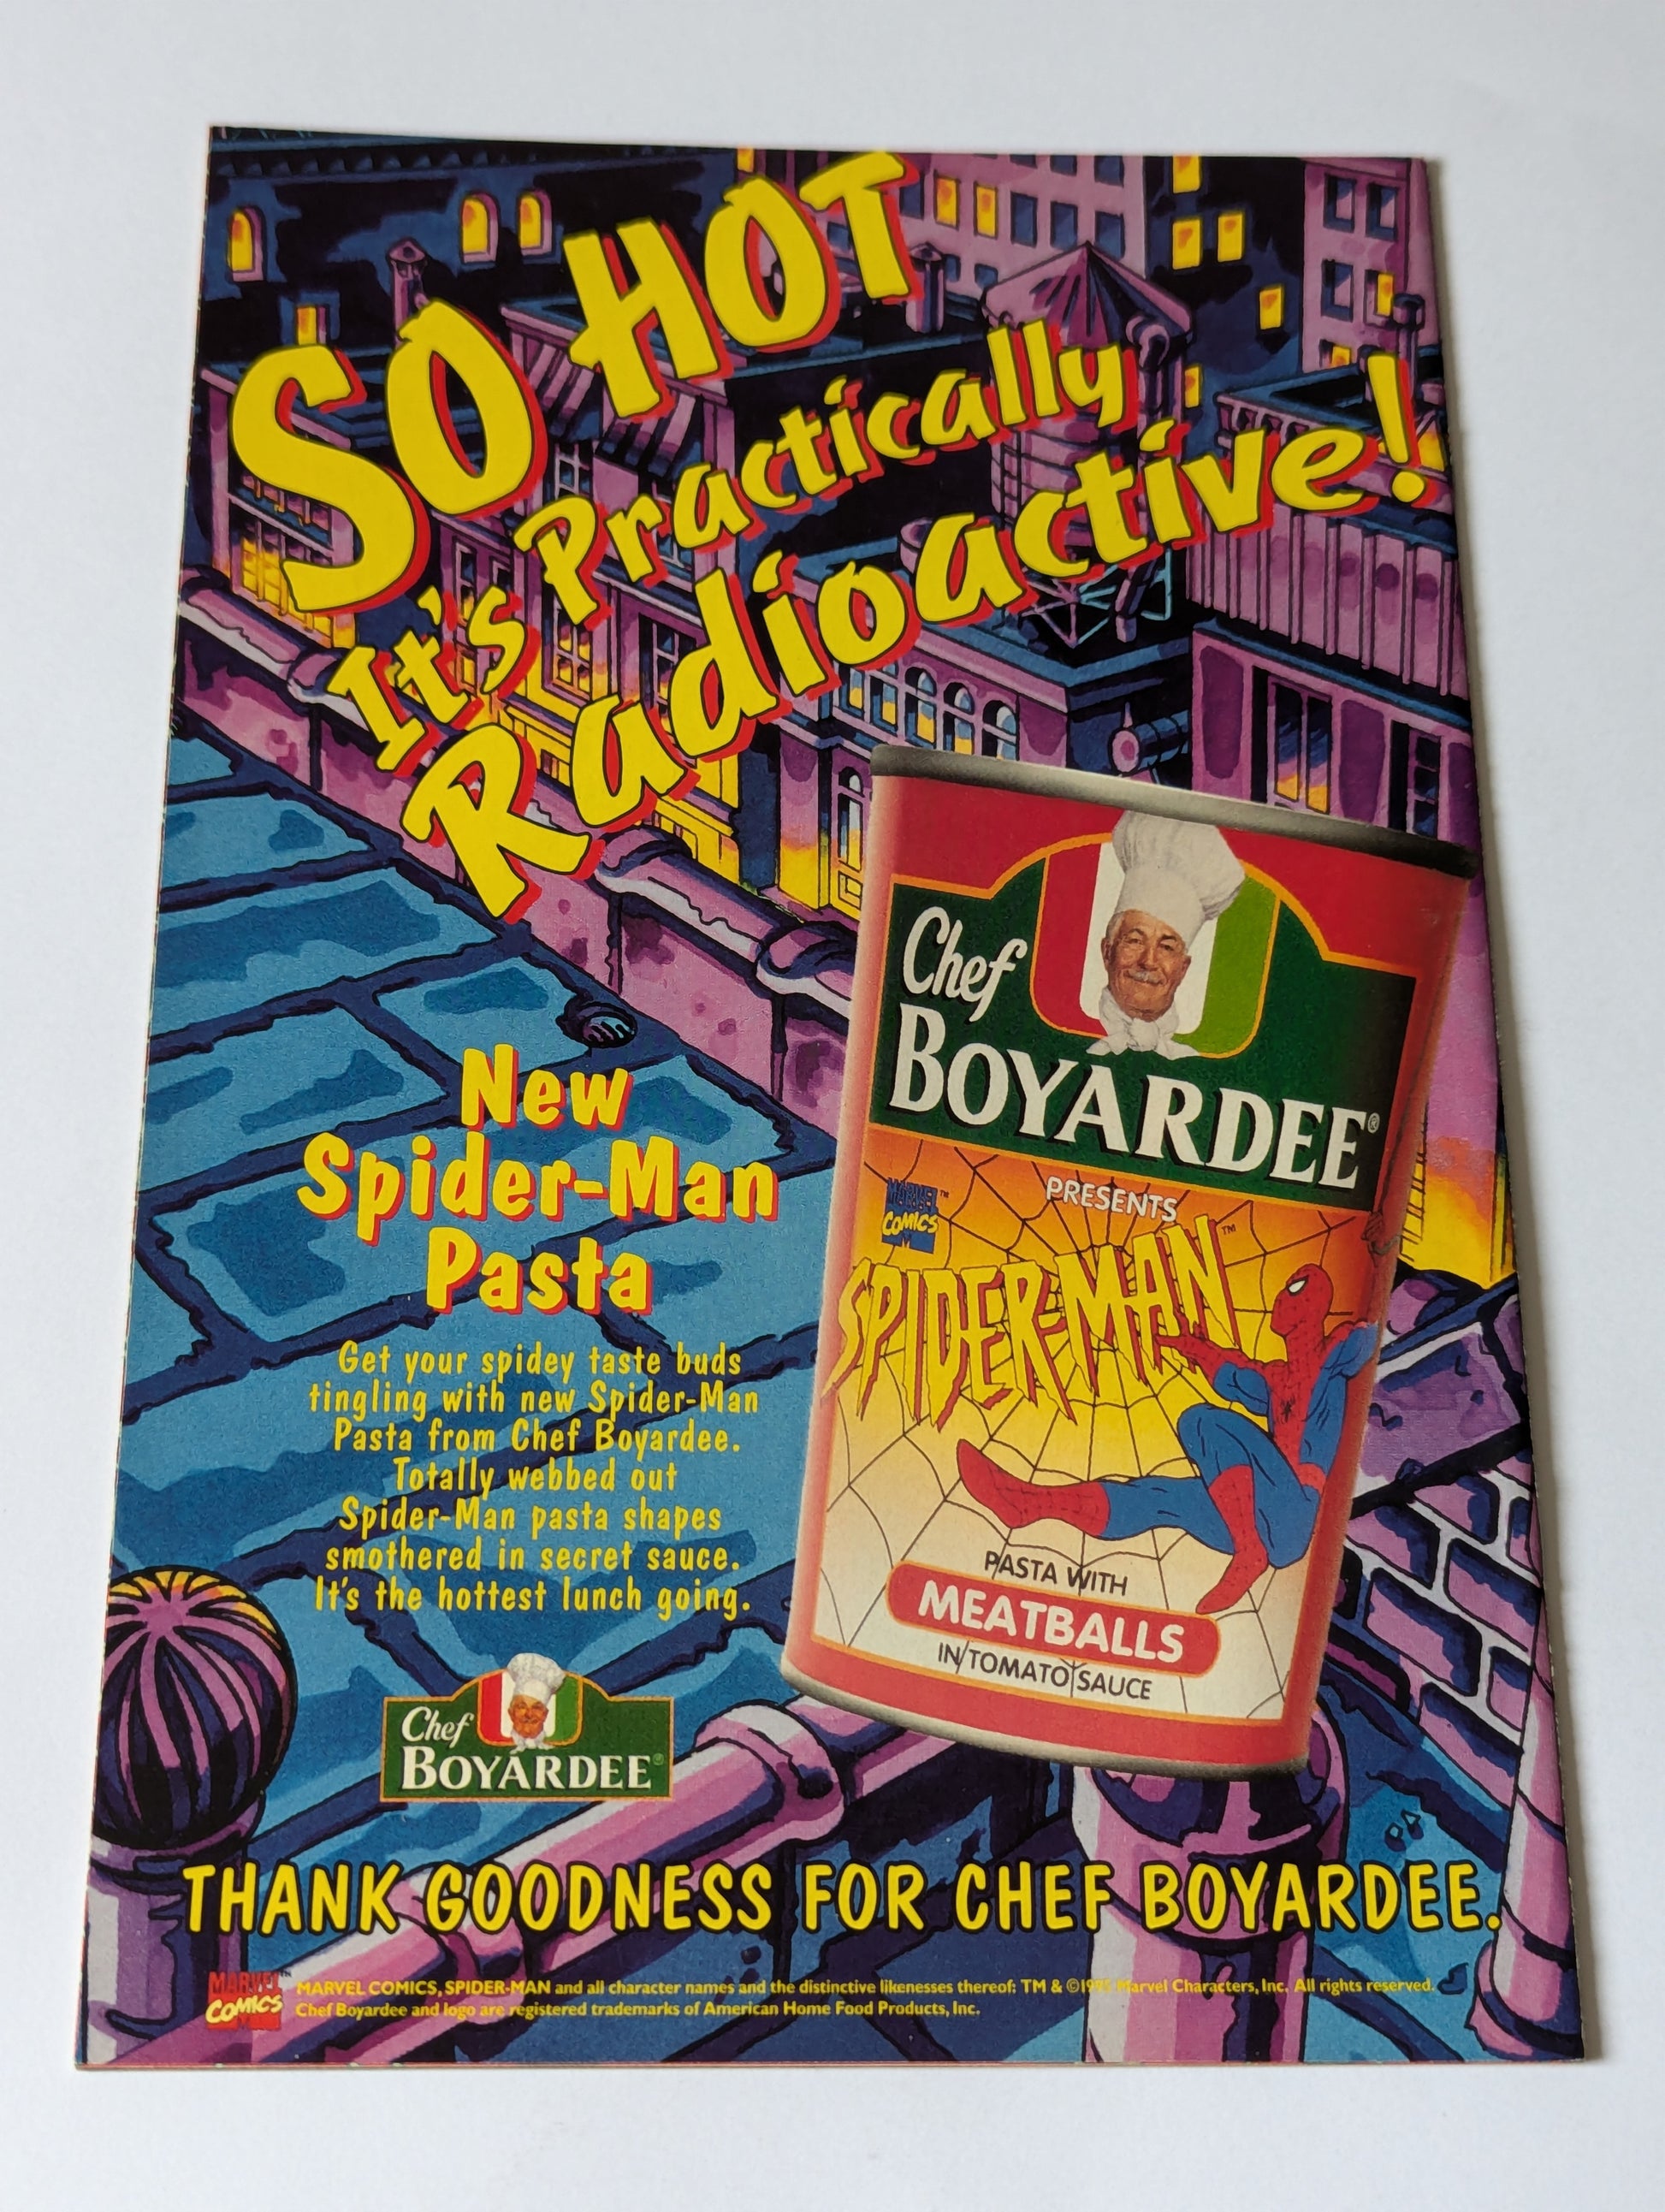 SO HOT
It's Practically
Radioactive!
Chef
BOYARDEE®
PRESENTS
MARVEL™
COMICS
M
SPIDER-MAN™
PASTA WITH
MEATBALLS
IN TOMATO SAUCE
New
Spider-Man
Pasta
Get your spidey taste buds
tingling with new Spider-Man
Pasta from Chef Boyardee.
Totally webbed out
Spider-Man pasta shapes
smothered in secret sauce.
It's the hottest lunch going.
Chef
BOYARDEE®
THANK GOODNESS FOR CHEF BOYARDEE.
MARVEL™
COMICS
M
MARVEL COMICS, SPIDER-MAN and all character names and the distinctive likenesses thereof: TM & ©1995 Marvel Characters, Inc. All rights reserved.
Chef Boyardee and logo are registered trademarks of American Home Food Products, Inc.